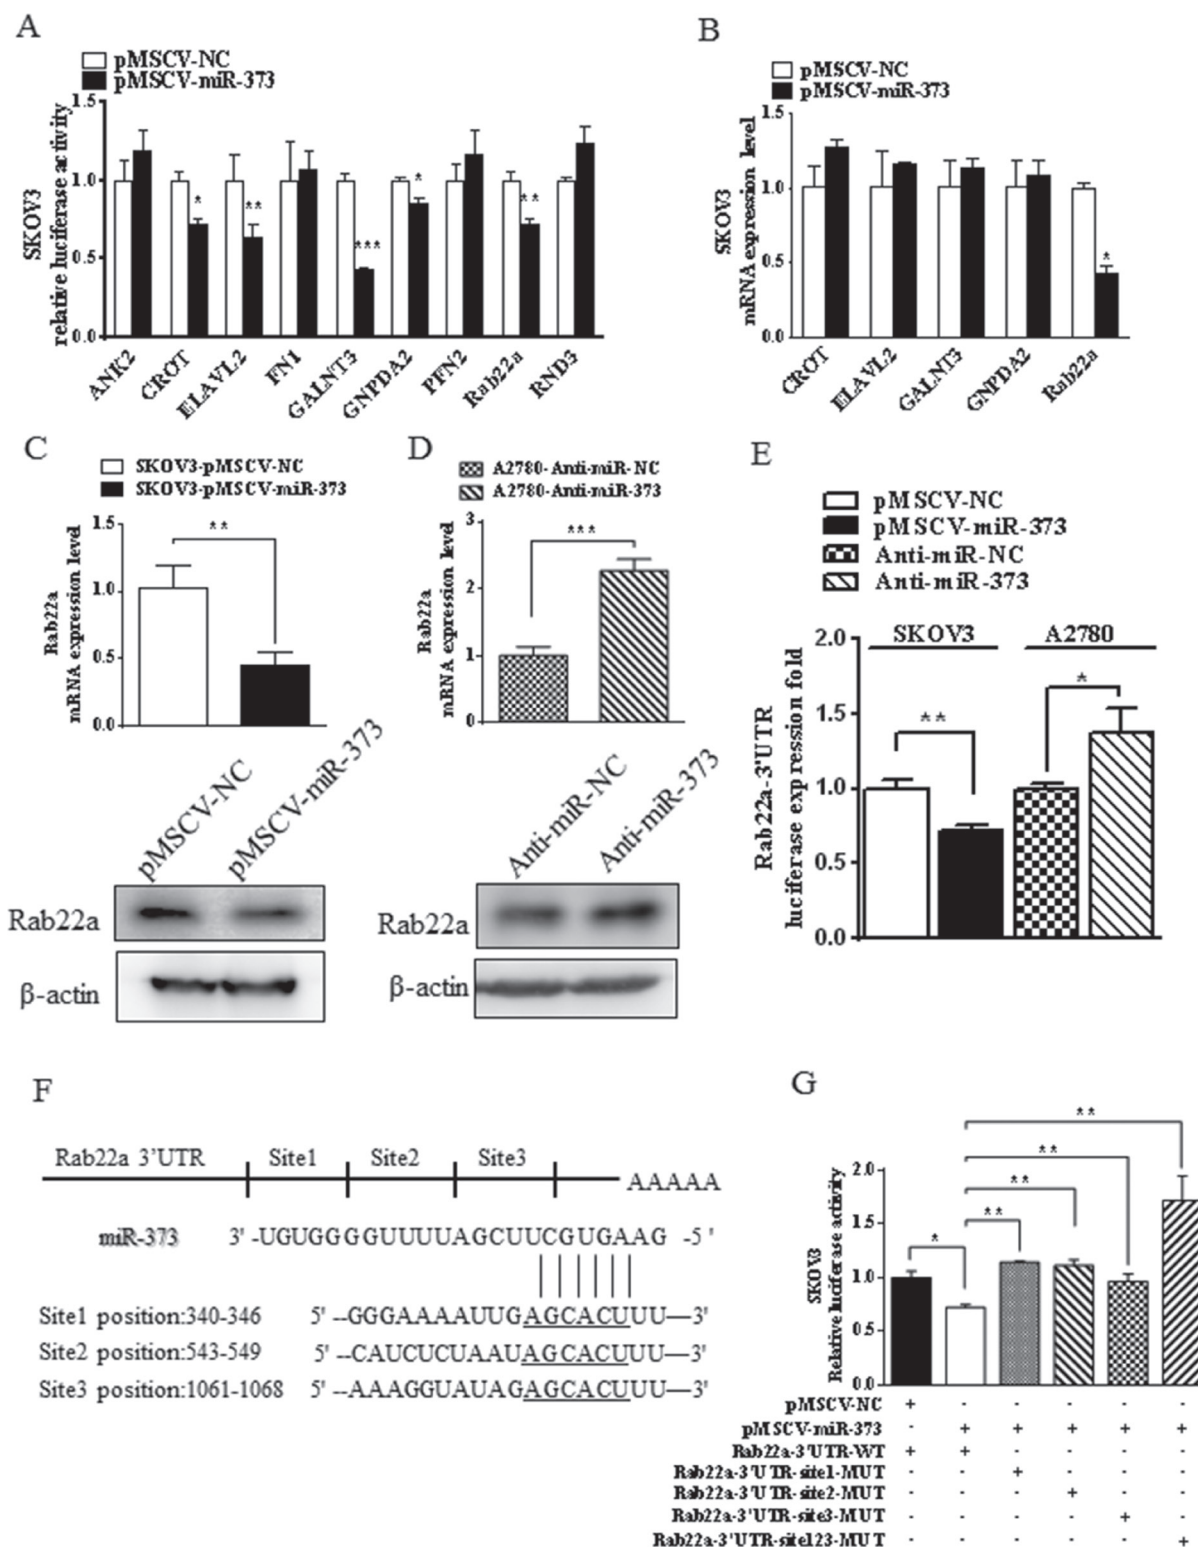 A
pMSCV-NC
pMSCV-miR-373
SKOV3
relative luciferase activity
1.5
1.0
0.5
0.0
* ** *** * **
ANK2 CROT ELAVL2 FN1 GALNT3 GNPDA2 PFN2 Rab22a RND3
B
pMSCV-NC
pMSCV-miR-373
SKOV3
mRNA expression level
1.5
1.0
0.5
0.0
*
CROT ELAVL2 GALNT3 GNPDA2 Rab22a
C
SKOV3-pMSCV-NC
SKOV3-pMSCV-miR-373
Rab22a
mRNA expression level
1.5
1.0
0.5
0.0
**
pMSCV-NC pMSCV-miR-373
Rab22a
β-actin
D
A2780-Anti-miR-NC
A2780-Anti-miR-373
Rab22a
mRNA expression level
3
2
1
0
***
Anti-miR-NC Anti-miR-373
Rab22a
β-actin
E
pMSCV-NC
pMSCV-miR-373
Anti-miR-NC
Anti-miR-373
SKOV3 A2780
Rab22a-3'UTR
luciferase expression fold
2.0
1.5
1.0
0.5
0.0
** *
F
Rab22a 3’UTR Site1 Site2 Site3 AAAAA
miR-373 3' -UGUGGGGUUUUAGCUUCGUGAAG -5 '
Site1 position:340-346 5' --GGGAAAAUUGAGCACUUU—3'
Site2 position:543-549 5' --CAUCUCUAAUAGCACUUU—3'
Site3 position:1061-1068 5' --AAAGGUAUAGAGCACUUU—3'
G
SKOV3
Relative luciferase activity
2.0
1.5
1.0
0.5
0.0
* ** ** ** **
pMSCV-NC + - - - - -
pMSCV-miR-373 - + + + + +
Rab22a-3'UTR-WT + + - - - -
Rab22a-3'UTR-site1-MUT - - + - - -
Rab22a-3'UTR-site2-MUT - - - + - -
Rab22a-3'UTR-site3-MUT - - - - + -
Rab22a-3'UTR-site123-MUT - - - - - +